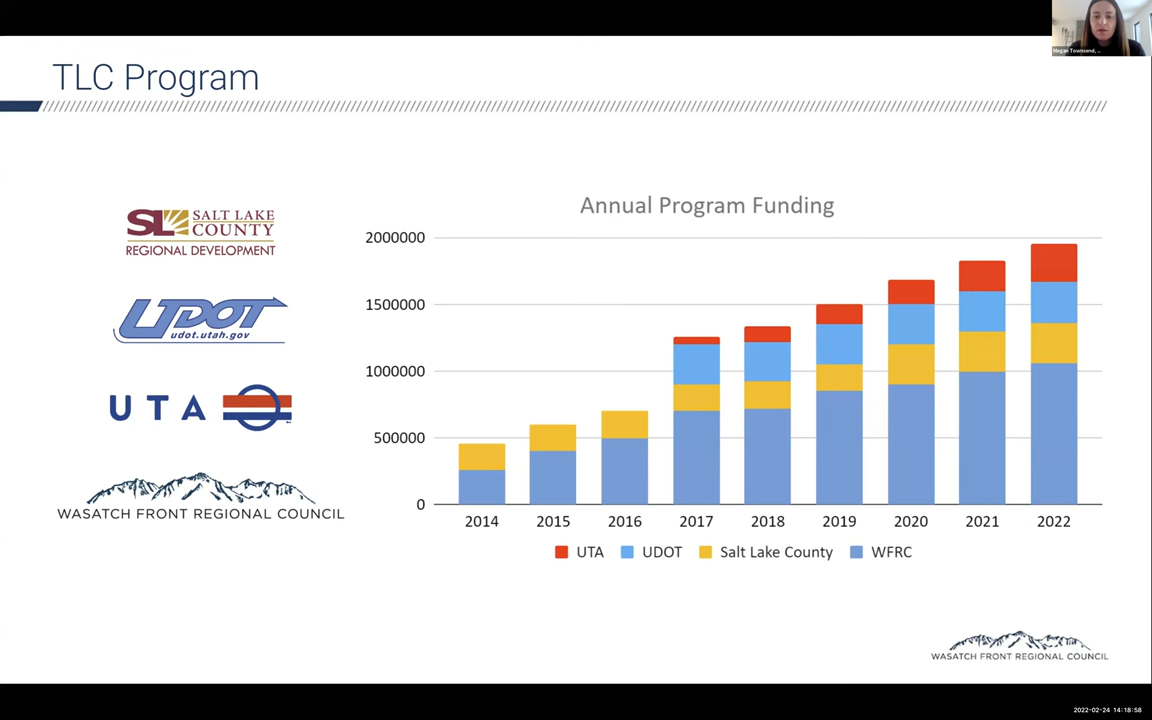 Megan Townsend, ...
TLC Program
SL SALT LAKE
COUNTY
REGIONAL DEVELOPMENT
UDOT
udot.utah.gov
UTA
WASATCH FRONT REGIONAL COUNCIL
Annual Program Funding
2000000
1500000
1000000
500000
0
2014 2015 2016 2017 2018 2019 2020 2021 2022
UTA UDOT Salt Lake County WFRC
WASATCH FRONT REGIONAL COUNCIL
2022-02-24 14:18:58